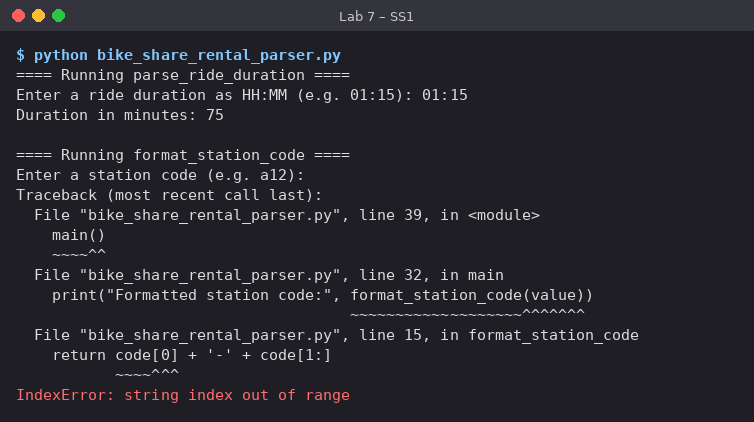 Lab 7 – SS1
$ python bike_share_rental_parser.py
==== Running parse_ride_duration ====
Enter a ride duration as HH:MM (e.g. 01:15): 01:15
Duration in minutes: 75

==== Running format_station_code ====
Enter a station code (e.g. a12):
Traceback (most recent call last):
  File "bike_share_rental_parser.py", line 39, in <module>
    main()
    ~~~~^^
  File "bike_share_rental_parser.py", line 32, in main
    print("Formatted station code:", format_station_code(value))
                                     ~~~~~~~~~~~~~~~~~~~^^^^^^^
  File "bike_share_rental_parser.py", line 15, in format_station_code
    return code[0] + '-' + code[1:]
           ~~~~^^^
IndexError: string index out of range